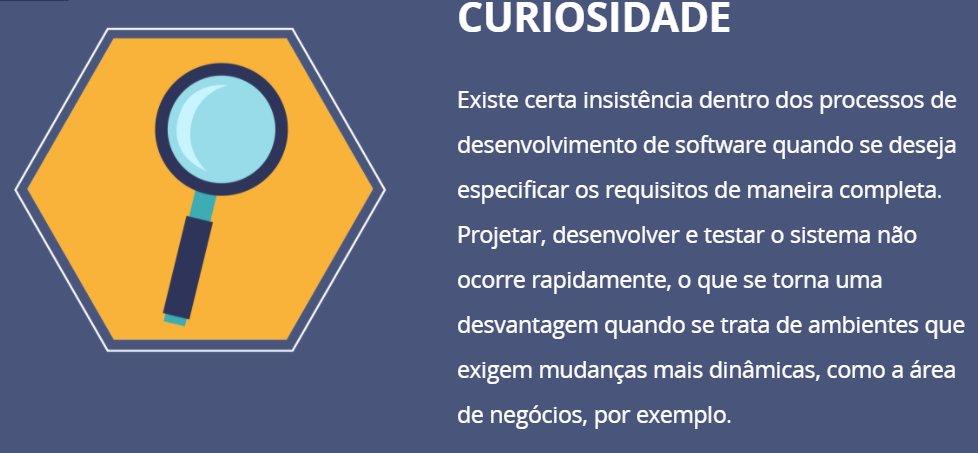 CURIOSIDADE
Existe certa insistência dentro dos processos de
desenvolvimento de software quando se deseja
especificar os requisitos de maneira completa.
Projetar, desenvolver e testar o sistema não
ocorre rapidamente, o que se torna uma
desvantagem quando se trata de ambientes que
exigem mudanças mais dinâmicas, como a área
de negócios, por exemplo.